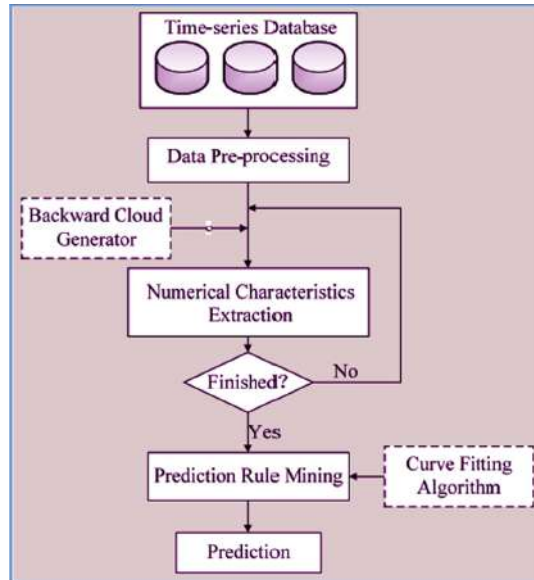 Time-series Database
Data Pre-processing
Backward Cloud
Generator
Numerical Characteristics
Extraction
Finished?
No
Yes
Prediction Rule Mining
Curve Fitting
Algorithm
Prediction